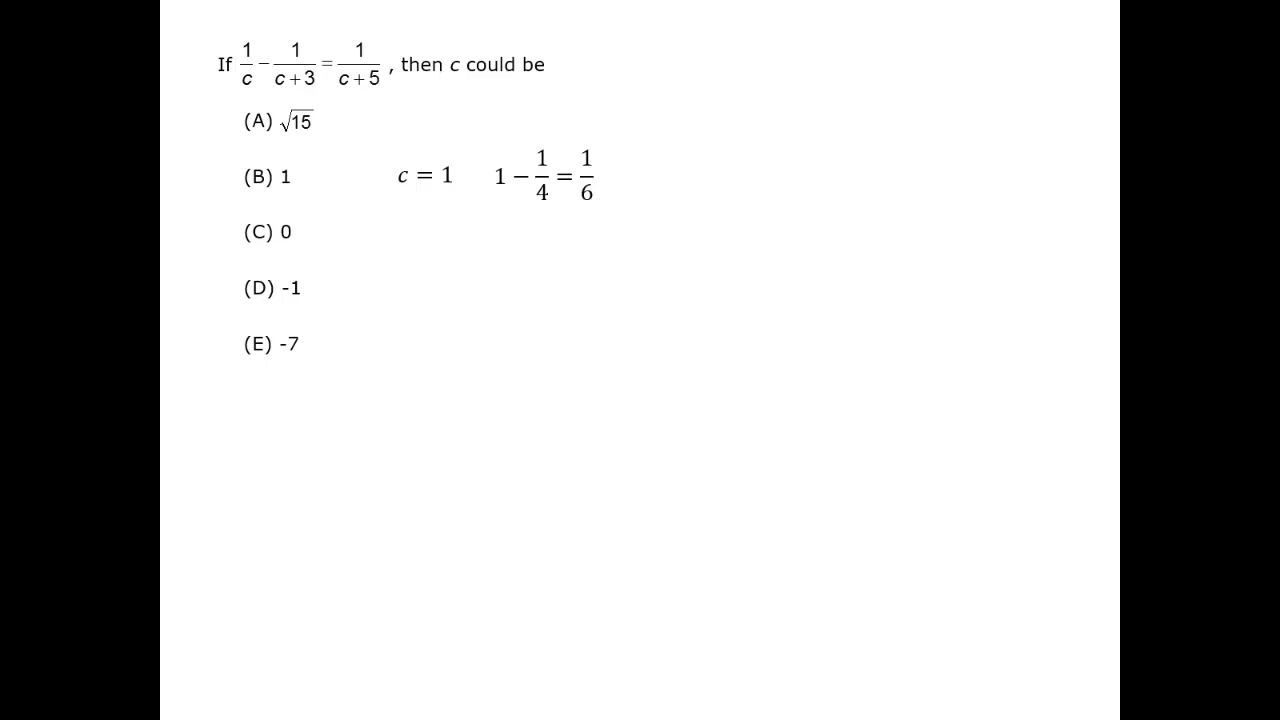 If 1/c − 1/(c+3) = 1/(c+5) , then c could be
(A) √15
(B) 1 c = 1 1 − 1/4 = 1/6
(C) 0
(D) -1
(E) -7